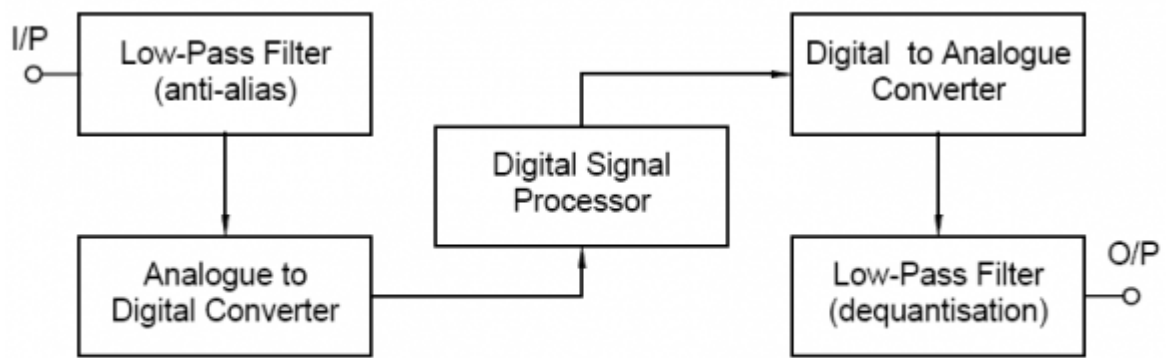 I/P
Low-Pass Filter
(anti-alias)
Analogue to
Digital Converter
Digital Signal
Processor
Digital to Analogue
Converter
Low-Pass Filter
(dequantisation)
O/P